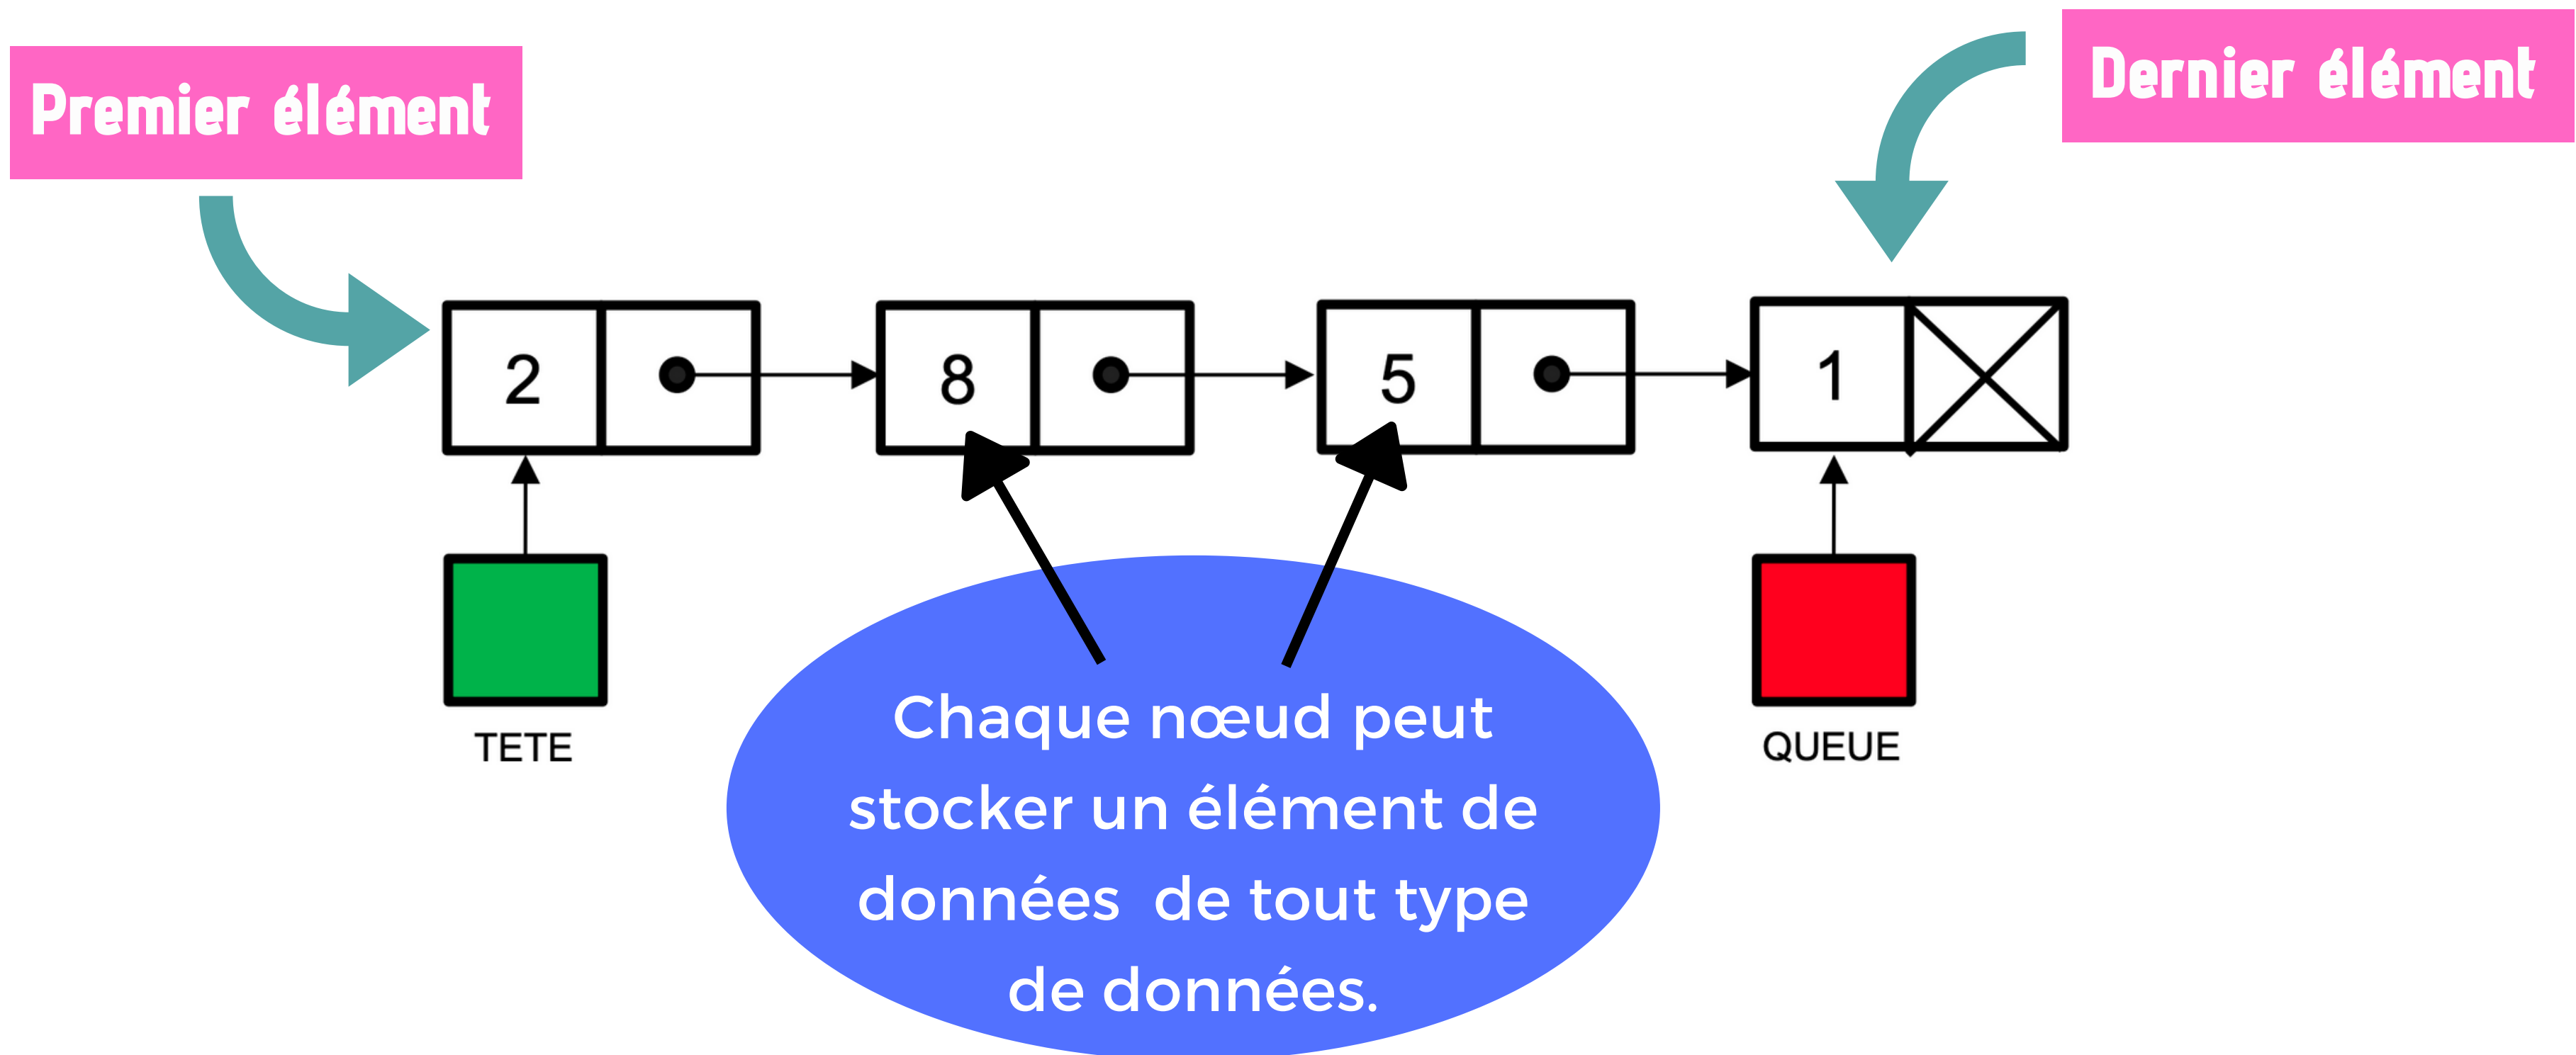 Premier élément
Dernier élément
2
8
5
1
TETE
QUEUE
Chaque nœud peut
stocker un élément de
données de tout type
de données.